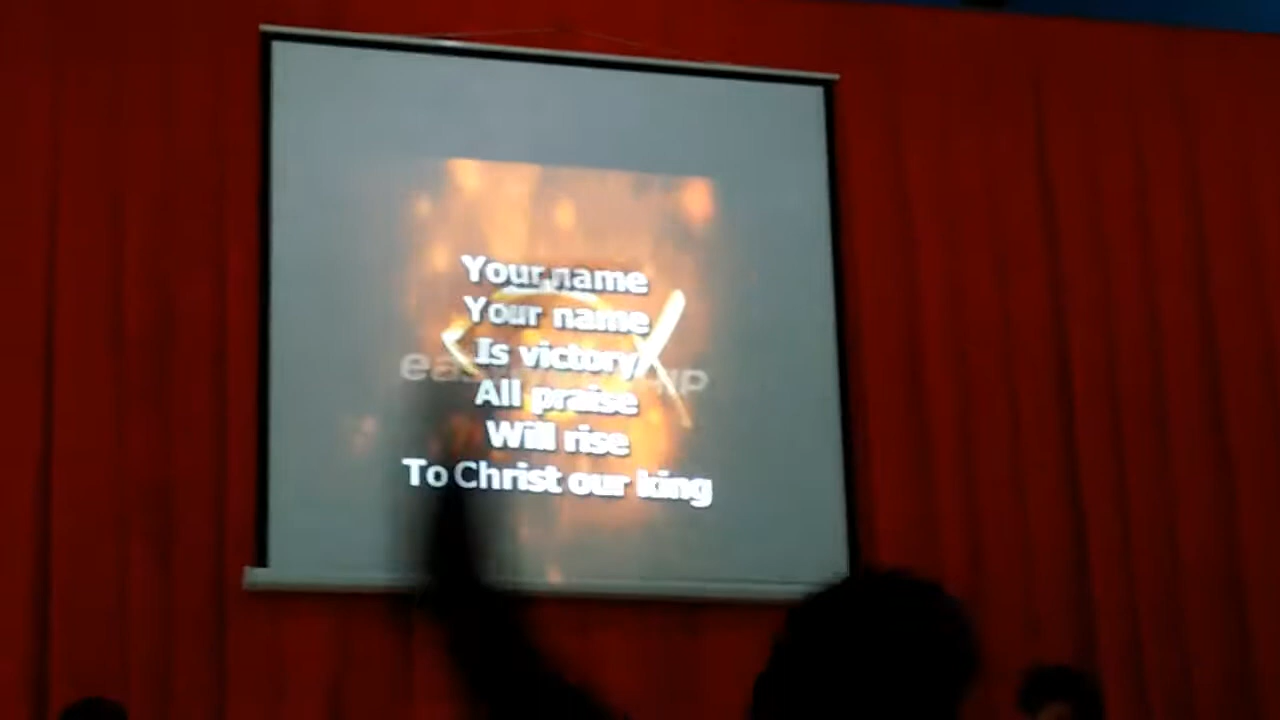 Your name
Your name
Is victory
All praise
Will rise
To Christ our king